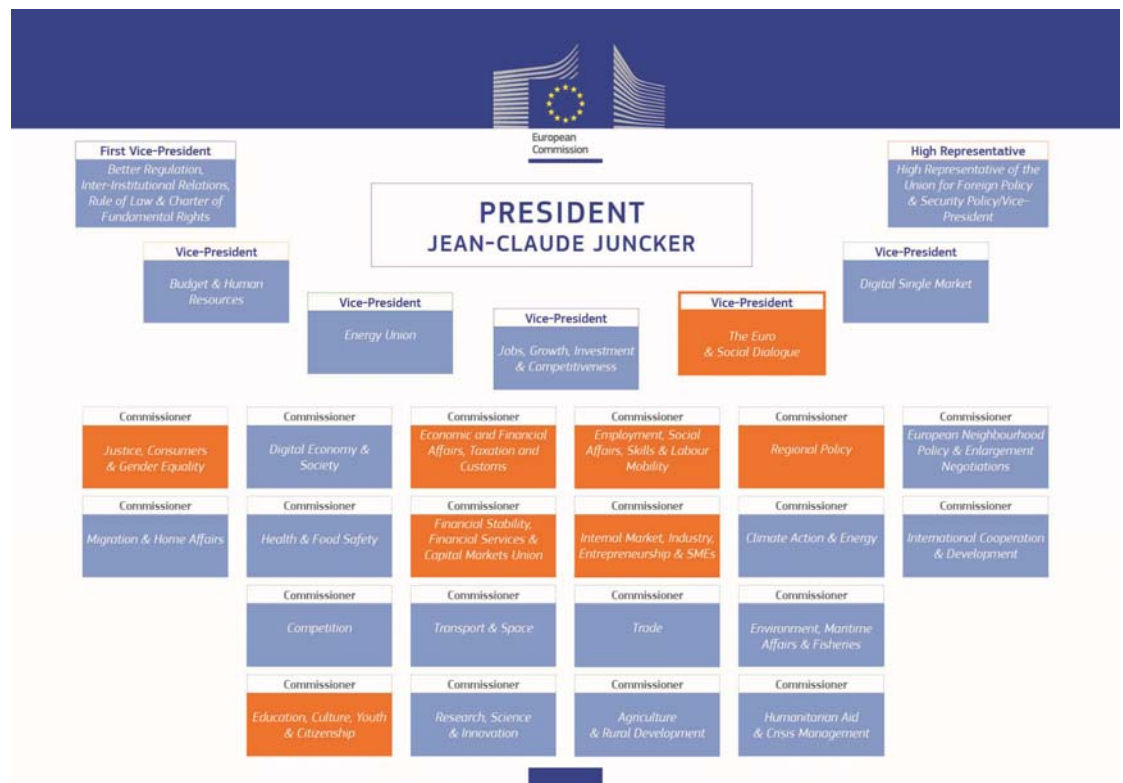 European
Commission
First Vice-President
Better Regulation,
Inter-Institutional Relations,
Rule of Law & Charter of
Fundamental Rights
High Representative
High Representative of the
Union for Foreign Policy
& Security Policy/Vice-
President
PRESIDENT
JEAN-CLAUDE JUNCKER
Vice-President
Budget & Human
Resources
Vice-President
Energy Union
Vice-President
Jobs, Growth, Investment
& Competitiveness
Vice-President
The Euro
& Social Dialogue
Vice-President
Digital Single Market
Commissioner
Justice, Consumers
& Gender Equality
Commissioner
Digital Economy &
Society
Commissioner
Economic and Financial
Affairs, Taxation and
Customs
Commissioner
Employment, Social
Affairs, Skills & Labour
Mobility
Commissioner
Regional Policy
Commissioner
European Neighbourhood
Policy & Enlargement
Negotiations
Commissioner
Migration & Home Affairs
Commissioner
Health & Food Safety
Commissioner
Financial Stability,
Financial Services &
Capital Markets Union
Commissioner
Internal Market, Industry,
Entrepreneurship & SMEs
Commissioner
Climate Action & Energy
Commissioner
International Cooperation
& Development
Commissioner
Competition
Commissioner
Transport & Space
Commissioner
Trade
Commissioner
Environment, Maritime
Affairs & Fisheries
Commissioner
Education, Culture, Youth
& Citizenship
Commissioner
Research, Science
& Innovation
Commissioner
Agriculture
& Rural Development
Commissioner
Humanitarian Aid
& Crisis Management